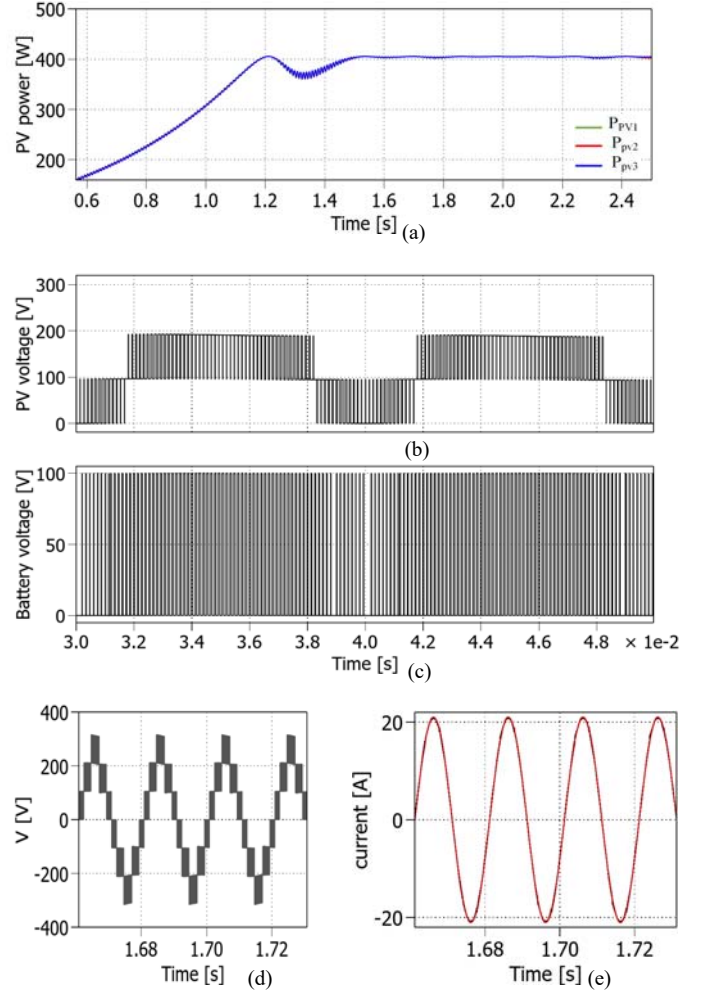 500
400
300
200
PV power [W]
P_PV1
P_pv2
P_pv3
0.6 0.8 1.0 1.2 1.4 1.6 1.8 2.0 2.2 2.4
Time [s]
(a)
300
200
100
0
PV voltage [V]
(b)
100
50
0
Battery voltage [V]
3.0 3.2 3.4 3.6 3.8 4.0 4.2 4.4 4.6 4.8 × 1e-2
Time [s]
(c)
400
200
0
-200
-400
V [V]
1.68 1.70 1.72
Time [s]
(d)
20
0
-20
current [A]
1.68 1.70 1.72
Time [s]
(e)